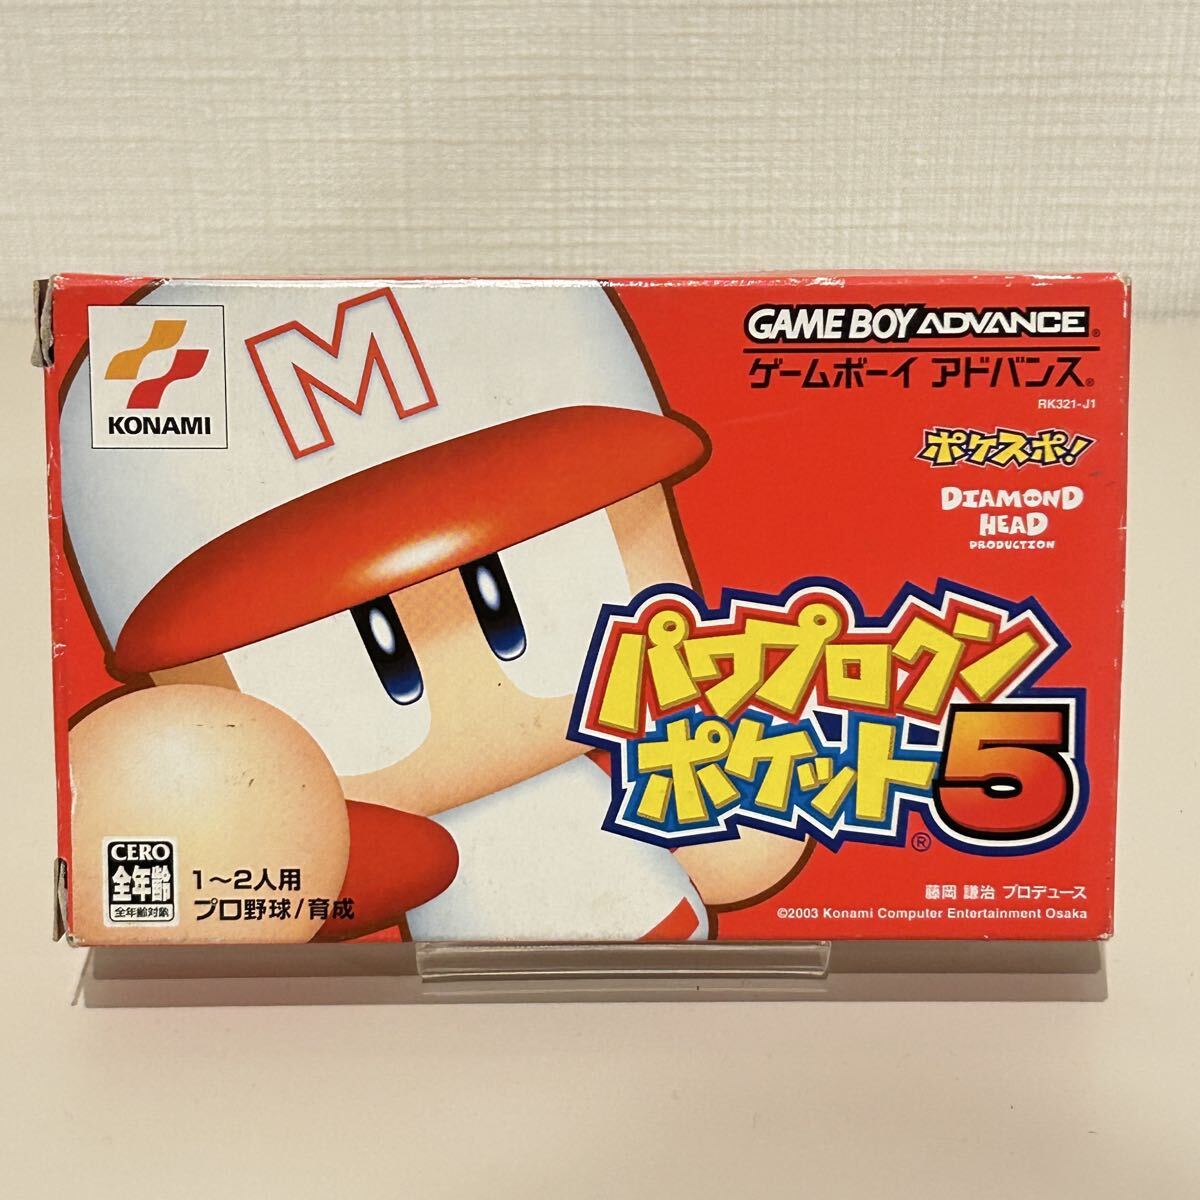 KONAMI
M
GAME BOY ADVANCE®
ゲームボーイ アドバンス®
RK321-J1
ポケスポ!
DIAMOND
HEAD
PRODUCTION
パワプロクン
ポケット5®
CERO
全年齢
全年齢対象
1～2人用
プロ野球/育成
藤岡 謙治 プロデュース
©2003 Konami Computer Entertainment Osaka